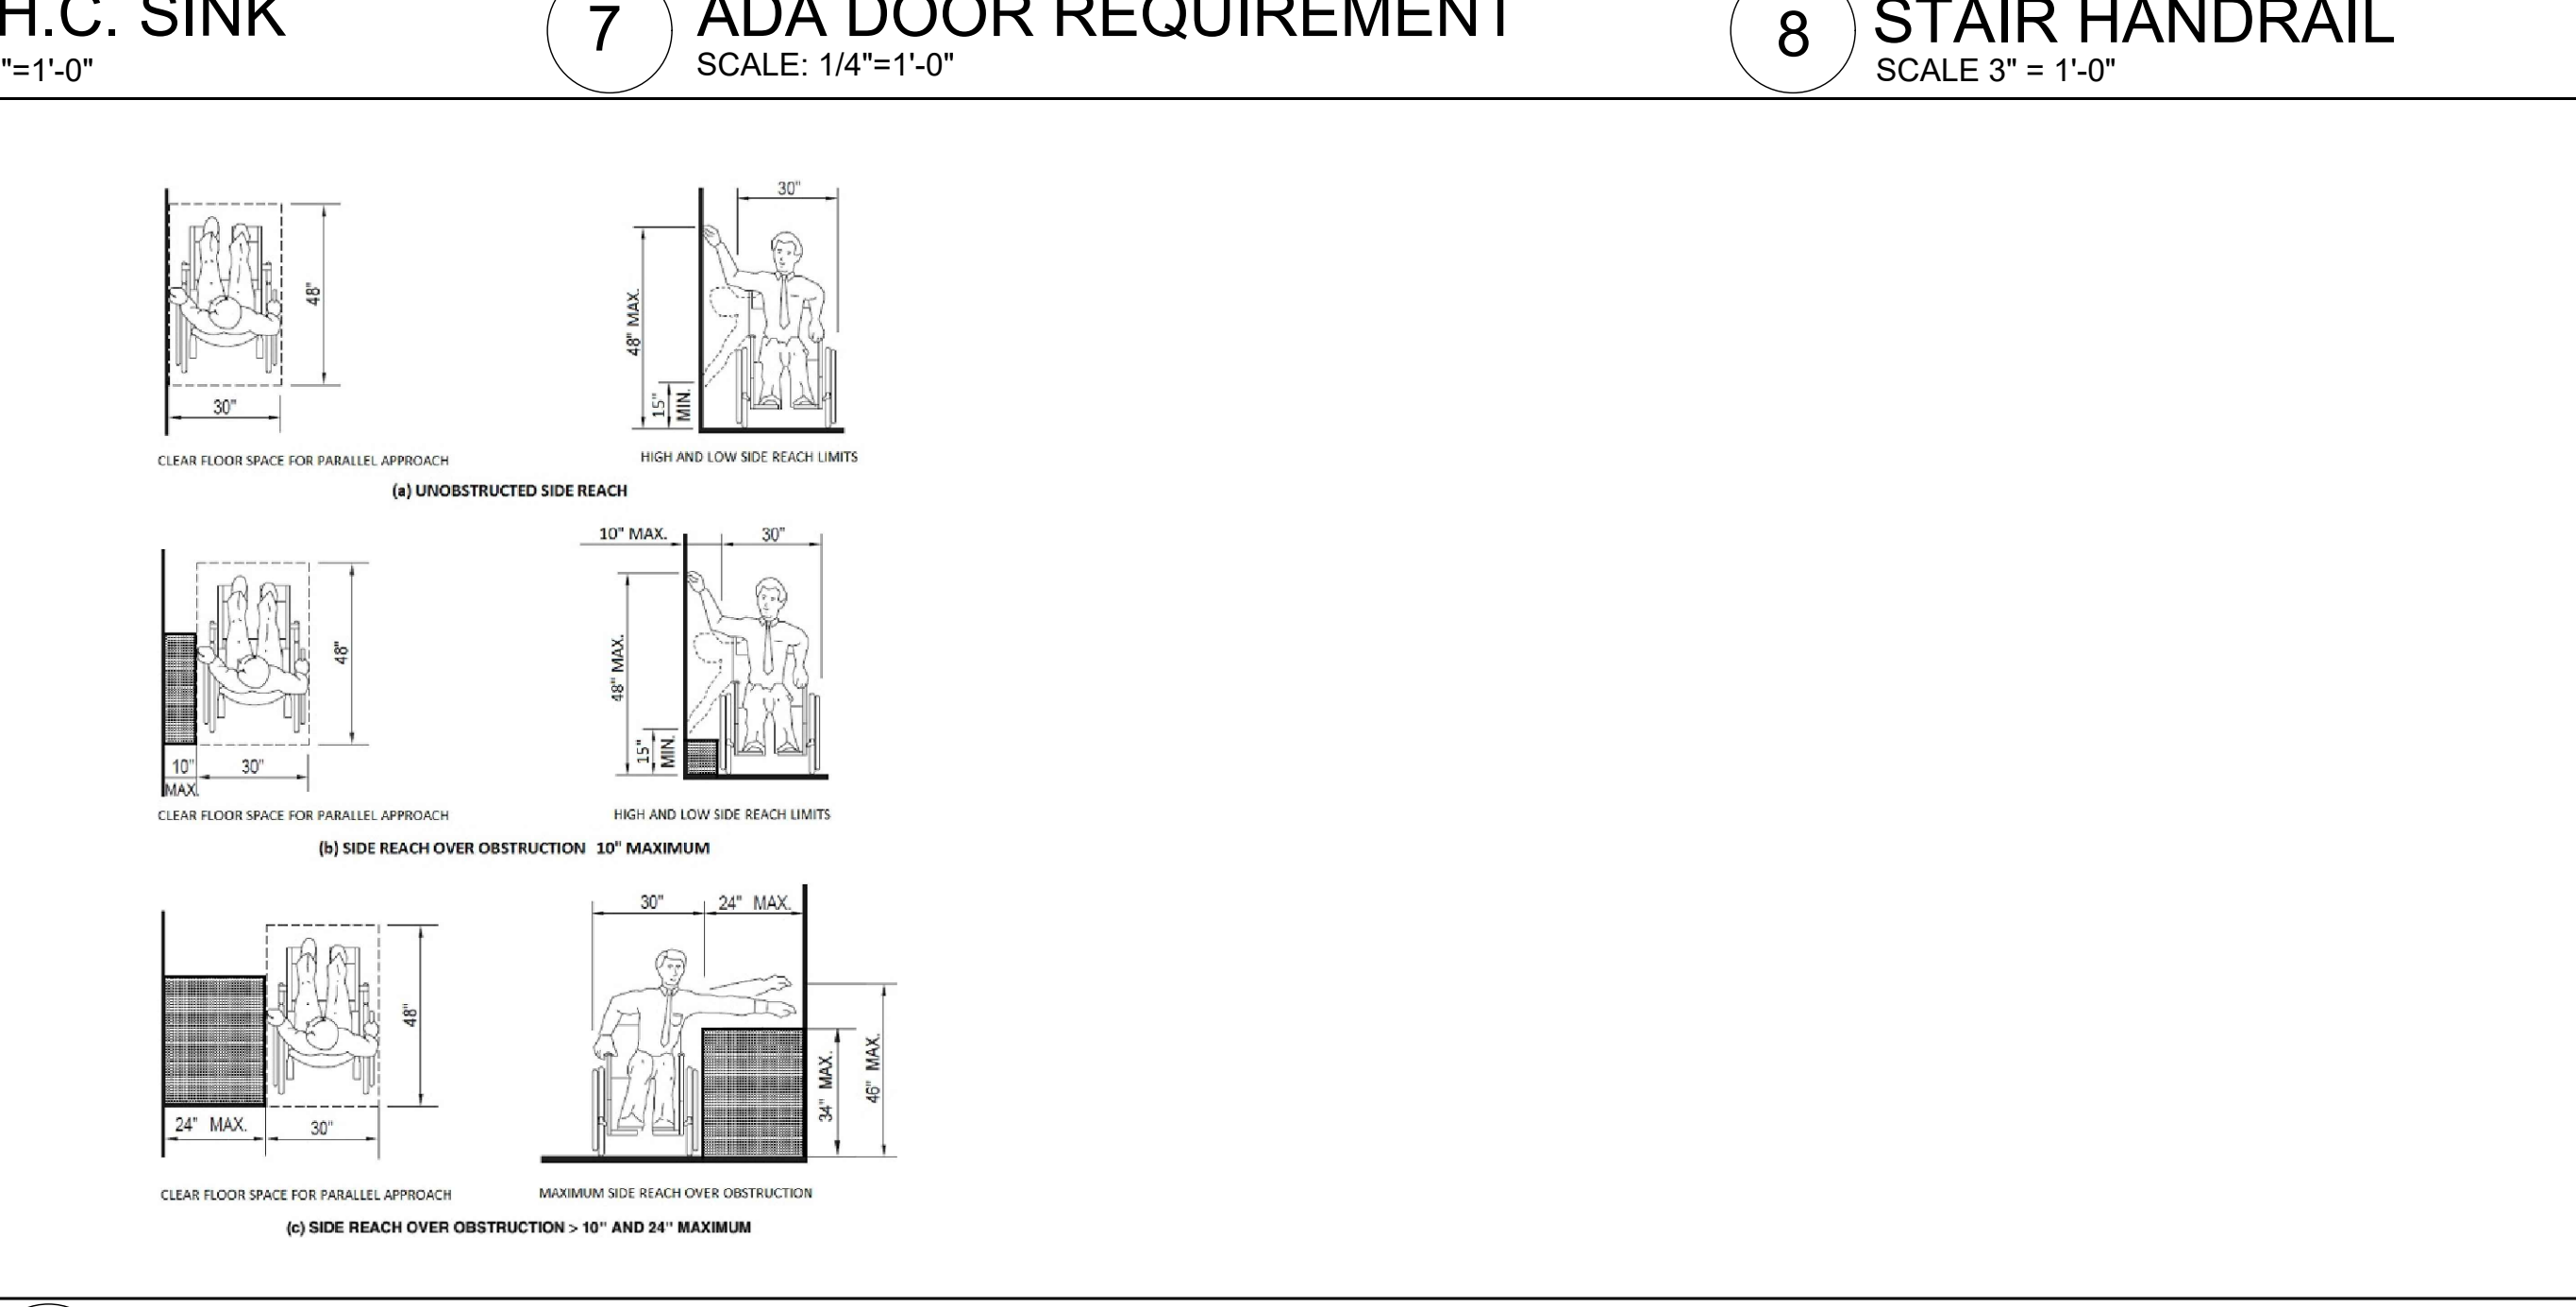 H.C. SINK
"=1'-0"
7
ADA DOOR REQUIREMENT
SCALE: 1/4"=1'-0"
8
STAIR HANDRAIL
SCALE 3" = 1'-0"
48"
30"
CLEAR FLOOR SPACE FOR PARALLEL APPROACH
30"
48" MAX.
15"
MIN.
HIGH AND LOW SIDE REACH LIMITS
(a) UNOBSTRUCTED SIDE REACH
48"
10"
MAX.
30"
CLEAR FLOOR SPACE FOR PARALLEL APPROACH
10" MAX.
30"
48" MAX.
15"
MIN.
HIGH AND LOW SIDE REACH LIMITS
(b) SIDE REACH OVER OBSTRUCTION 10" MAXIMUM
48"
24" MAX.
30"
CLEAR FLOOR SPACE FOR PARALLEL APPROACH
30"
24" MAX.
34" MAX.
46" MAX.
MAXIMUM SIDE REACH OVER OBSTRUCTION
(c) SIDE REACH OVER OBSTRUCTION > 10" AND 24" MAXIMUM